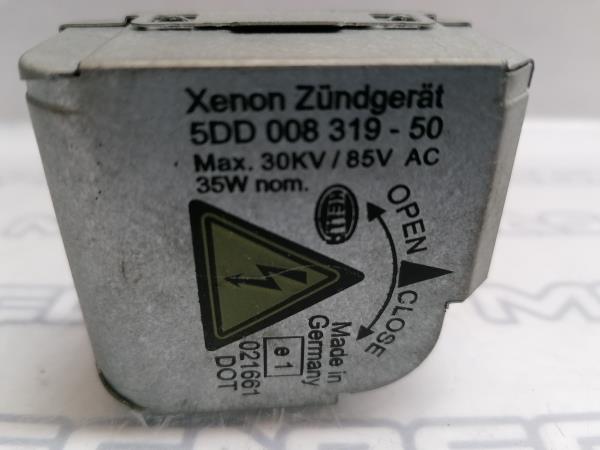 Xenon Zündgerät
5DD 008 319 - 50
Max. 30KV / 85V AC
35W nom.
HELLA
OPEN
CLOSE
Made in
Germany
e1
021661
DOT